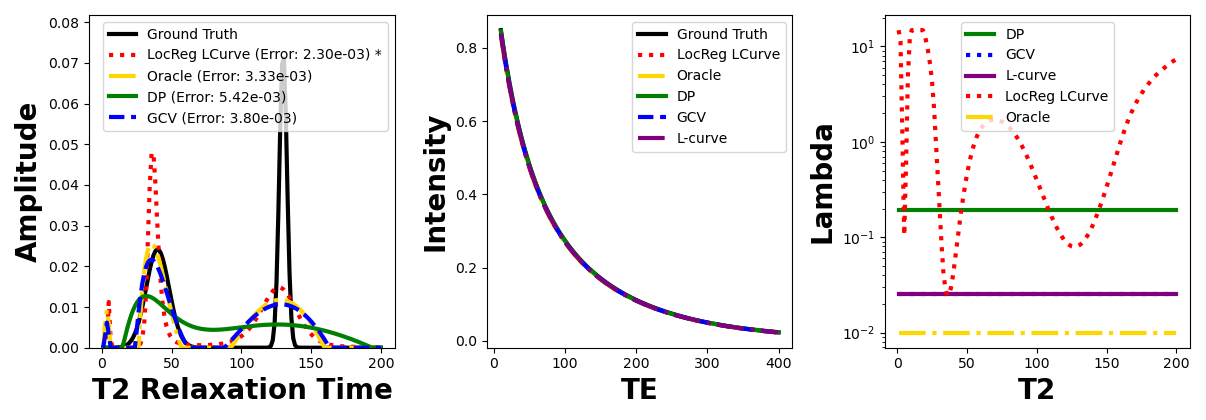 0.08
0.07
0.06
0.05
0.04
0.03
0.02
0.01
0.00
Amplitude
Ground Truth
LocReg LCurve (Error: 2.30e-03) *
Oracle (Error: 3.33e-03)
DP (Error: 5.42e-03)
GCV (Error: 3.80e-03)
0 50 100 150 200
T2 Relaxation Time
0.8
0.6
0.4
0.2
0.0
Intensity
Ground Truth
LocReg LCurve
Oracle
DP
GCV
L-curve
0 100 200 300 400
TE
10¹
10⁰
10⁻¹
10⁻²
Lambda
DP
GCV
L-curve
LocReg LCurve
Oracle
0 50 100 150 200
T2